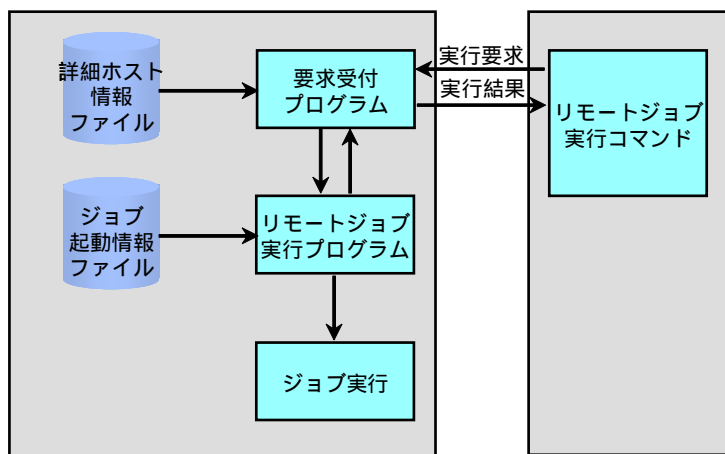 詳細ホスト
情報
ファイル
要求受付
プログラム
実行要求
実行結果
リモートジョブ
実行コマンド
ジョブ
起動情報
ファイル
リモートジョブ
実行プログラム
ジョブ実行